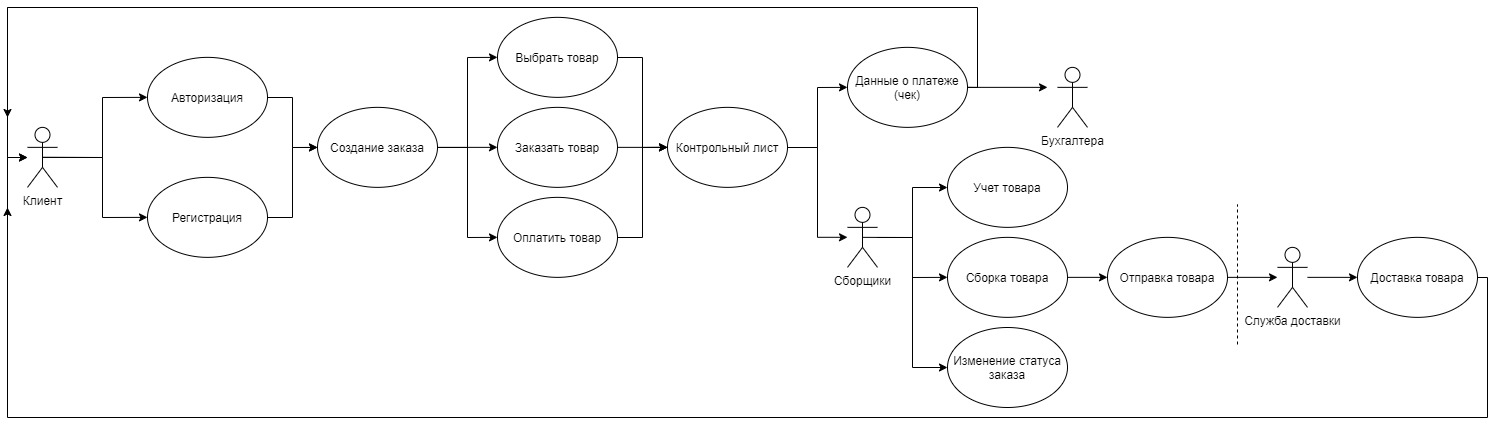 Клиент
Авторизация
Регистрация
Создание заказа
Выбрать товар
Заказать товар
Оплатить товар
Контрольный лист
Данные о платеже
(чек)
Бухгалтера
Сборщики
Учет товара
Сборка товара
Изменение статуса
заказа
Отправка товара
Служба доставки
Доставка товара